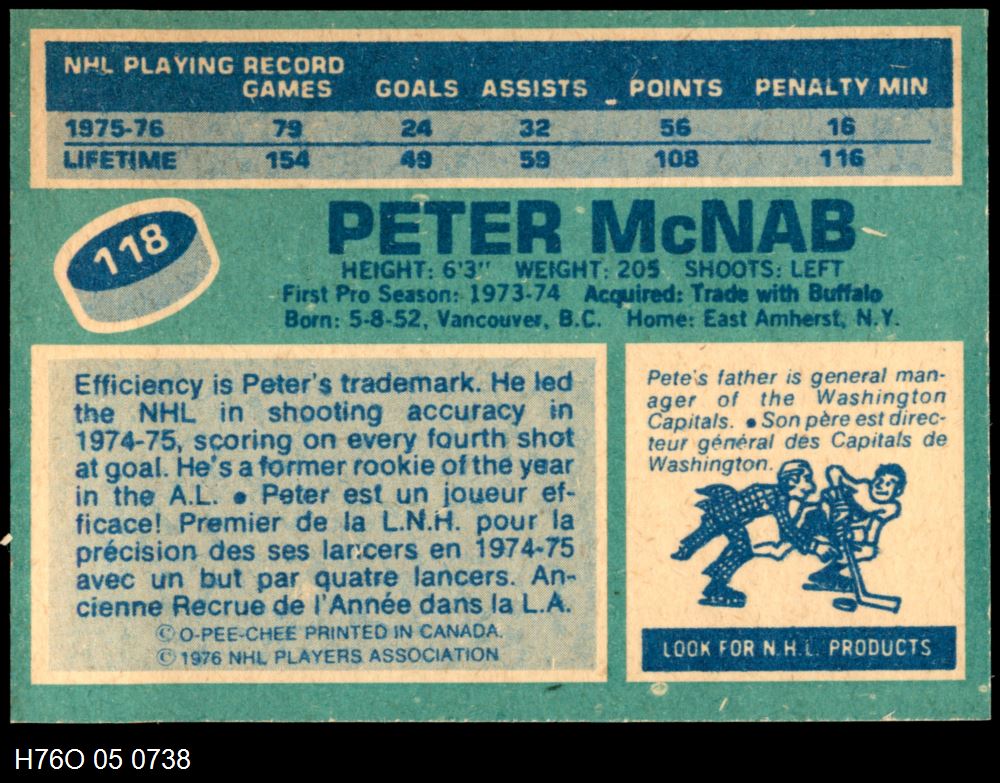 NHL PLAYING RECORD
GAMES GOALS ASSISTS POINTS PENALTY MIN
1975-76 79 24 32 56 16
LIFETIME 154 49 59 108 116
118
PETER McNAB
HEIGHT: 6'3" WEIGHT: 205 SHOOTS: LEFT
First Pro Season: 1973-74 Acquired: Trade with Buffalo
Born: 5-8-52, Vancouver, B.C. Home: East Amherst, N.Y.
Efficiency is Peter's trademark. He led
the NHL in shooting accuracy in
1974-75, scoring on every fourth shot
at goal. He's a former rookie of the year
in the A.L. • Peter est un joueur ef-
ficace! Premier de la L.N.H. pour la
précision des ses lancers en 1974-75
avec un but par quatre lancers. An-
cienne Recrue de l'Année dans la L.A.
© O-PEE-CHEE PRINTED IN CANADA.
© 1976 NHL PLAYERS ASSOCIATION
Pete's father is general man-
ager of the Washington
Capitals. • Son père est direc-
teur général des Capitals de
Washington.
LOOK FOR N.H.L. PRODUCTS
H76O 05 0738